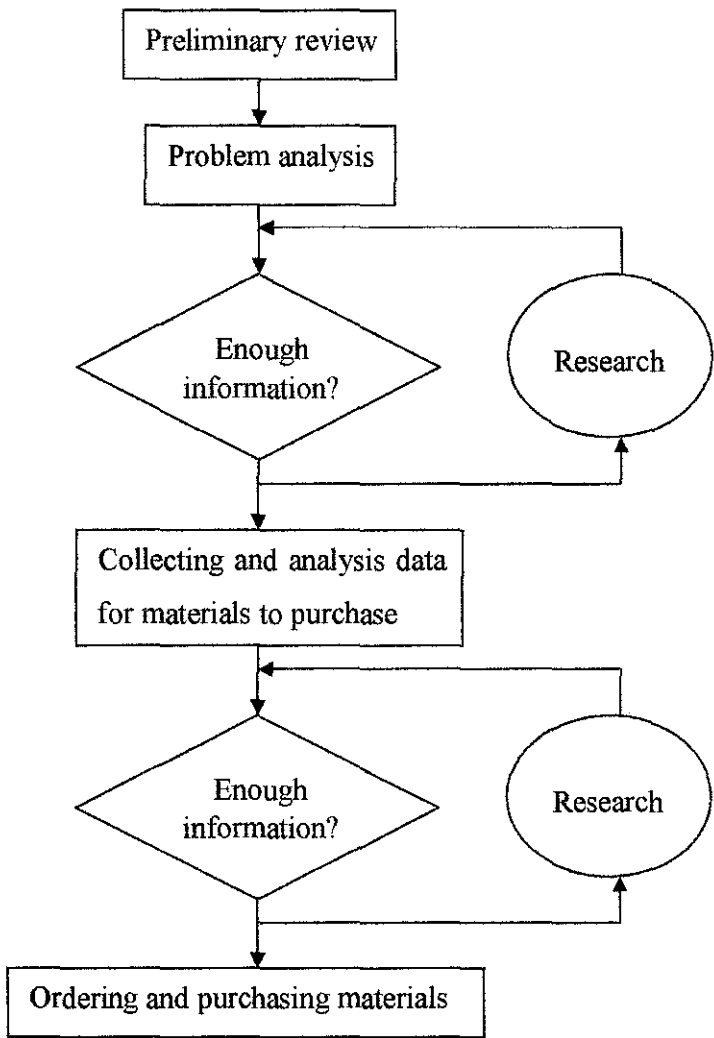 Preliminary review
Problem analysis
Enough
information?
Research
Collecting and analysis data
for materials to purchase
Enough
information?
Research
Ordering and purchasing materials